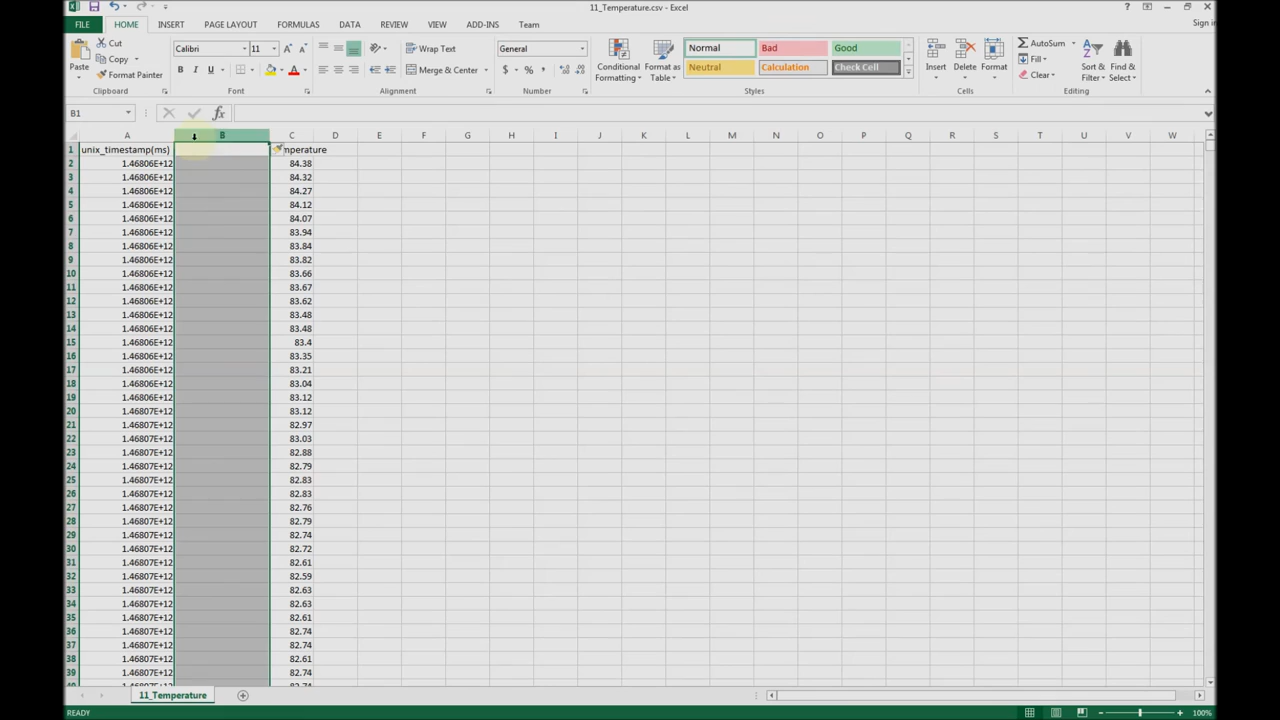 11_Temperature.csv - Excel
FILE HOME INSERT PAGE LAYOUT FORMULAS DATA REVIEW VIEW ADD-INS Team
Sign in
Paste Cut Copy Format Painter
Clipboard
Calibri 11
B I U
Font
Wrap Text
Merge & Center
Alignment
General
$ % ,
Number
Conditional Formatting
Format as Table
Normal Bad Good
Neutral Calculation Check Cell
Styles
Insert Delete Format
Cells
AutoSum
Fill
Clear
Sort & Filter
Find & Select
Editing
B1 fx
A B C D E F G H I J K L M N O P Q R S T U V W
1 unix_timestamp(ms) mperature
2 1.46806E+12 84.38
3 1.46806E+12 84.32
4 1.46806E+12 84.27
5 1.46806E+12 84.12
6 1.46806E+12 84.07
7 1.46806E+12 83.94
8 1.46806E+12 83.84
9 1.46806E+12 83.82
10 1.46806E+12 83.66
11 1.46806E+12 83.67
12 1.46806E+12 83.62
13 1.46806E+12 83.48
14 1.46806E+12 83.48
15 1.46806E+12 83.4
16 1.46806E+12 83.35
17 1.46806E+12 83.21
18 1.46806E+12 83.04
19 1.46806E+12 83.12
20 1.46807E+12 83.12
21 1.46807E+12 82.97
22 1.46807E+12 83.03
23 1.46807E+12 82.88
24 1.46807E+12 82.79
25 1.46807E+12 82.83
26 1.46807E+12 82.83
27 1.46807E+12 82.76
28 1.46807E+12 82.79
29 1.46807E+12 82.74
30 1.46807E+12 82.72
31 1.46807E+12 82.61
32 1.46807E+12 82.59
33 1.46807E+12 82.63
34 1.46807E+12 82.63
35 1.46807E+12 82.61
36 1.46807E+12 82.74
37 1.46807E+12 82.74
38 1.46807E+12 82.61
39 1.46807E+12 82.74
11_Temperature
READY 100%